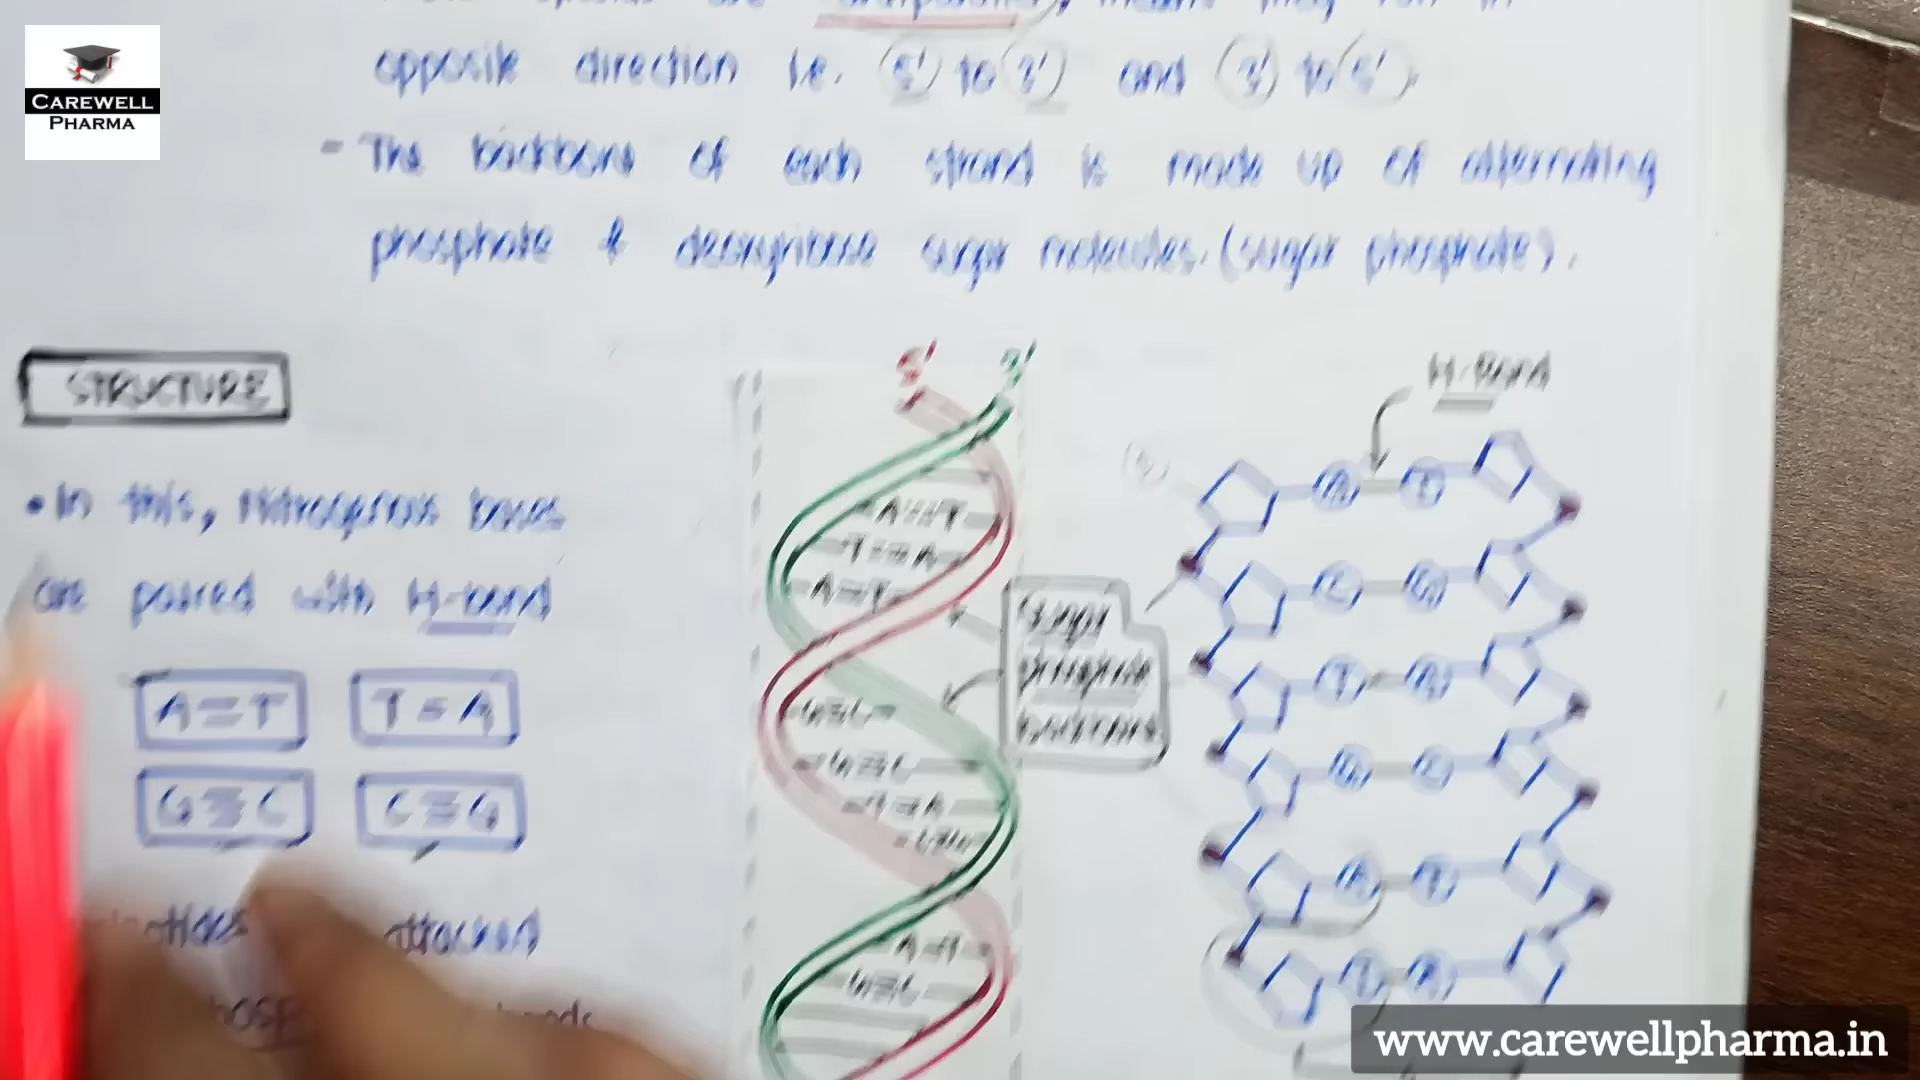 CAREWELL
PHARMA
opposite direction i.e. (5') to (3') and (3') to (5').
- The backbone of each strand is made up of alternating
phosphate & deoxyribose sugar molecules. (sugar phosphate).
STRUCTURE
• In this, Nitrogenous bases
are paired with H-bond
A=T T=A
G≡C C≡G
attached
5' 3'
A=T
T=A
A=T
G≡C
G≡C
T=A
A=T
G≡C
Sugar
phosphate
backbone
H-Bond
A T
C G
T A
G C
A T
T A
www.carewellpharma.in